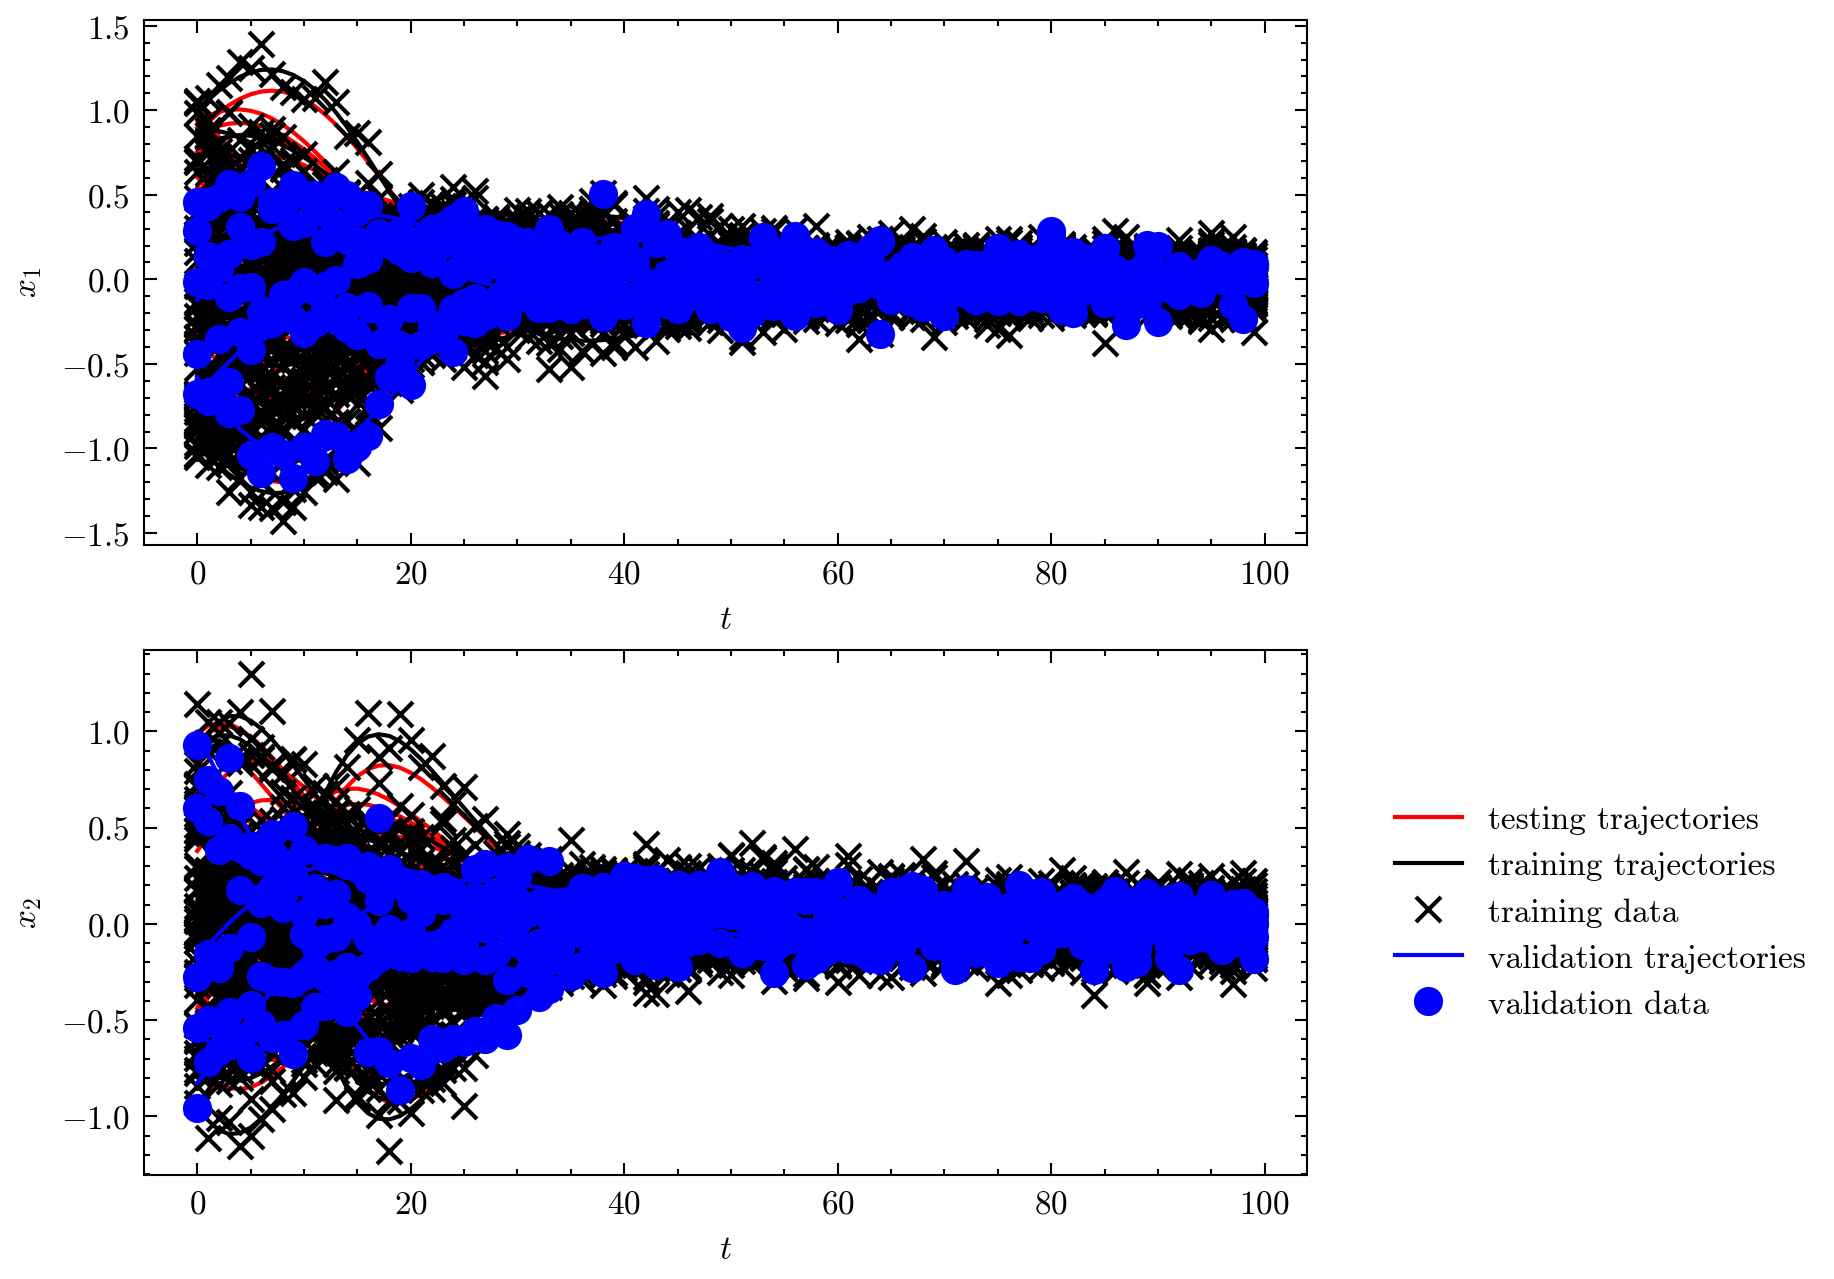 1.5
1.0
0.5
0.0
−0.5
−1.0
−1.5
x₁
0 20 40 60 80 100
t
1.0
0.5
0.0
−0.5
−1.0
x₂
0 20 40 60 80 100
t
testing trajectories
training trajectories
training data
validation trajectories
validation data